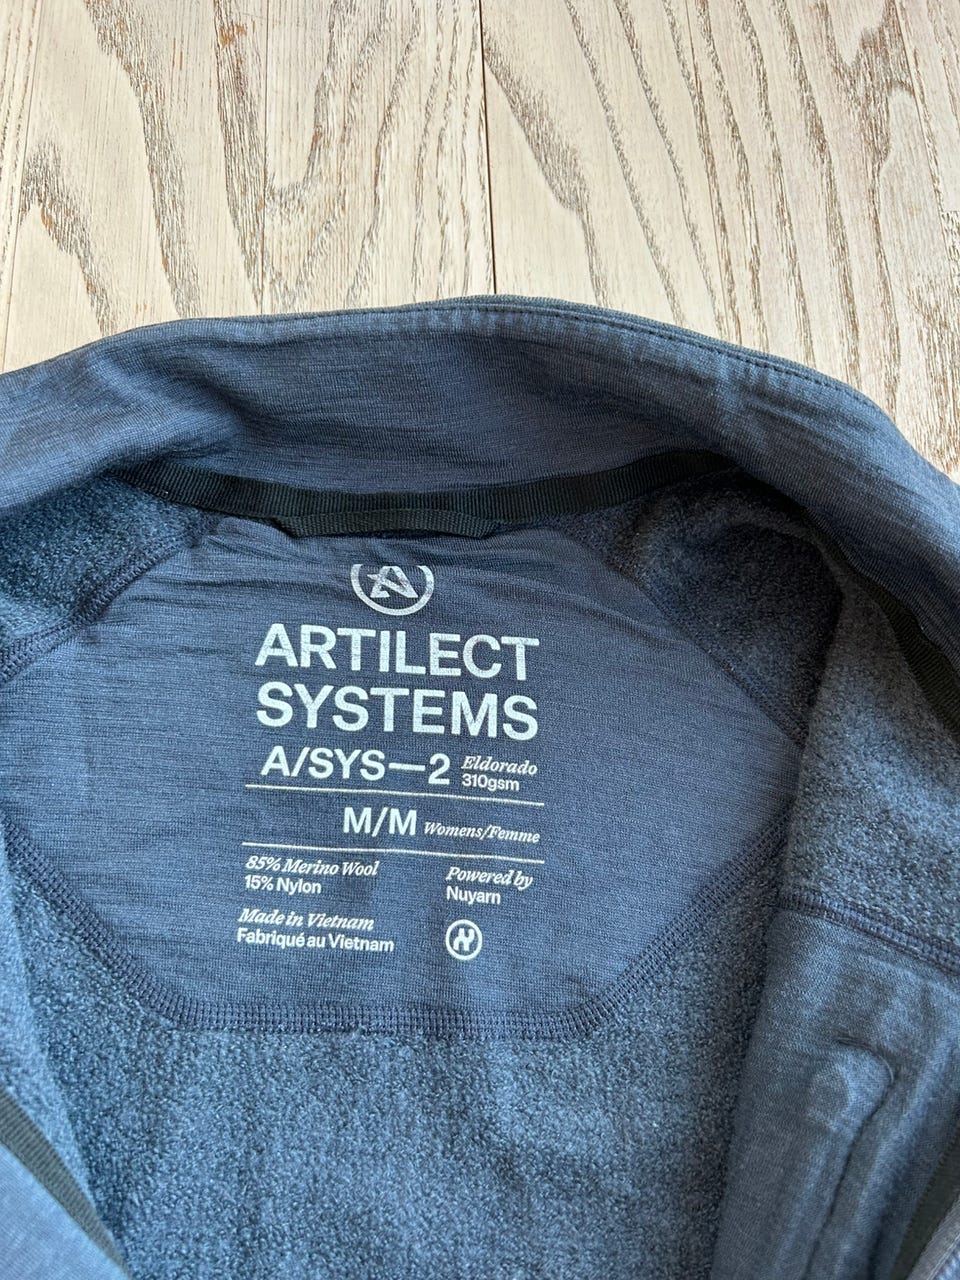 ARTILECT
SYSTEMS
A/SYS—2 Eldorado
310gsm
M/M Womens/Femme
85% Merino Wool
15% Nylon
Powered by
Nuyarn
Made in Vietnam
Fabriqué au Vietnam